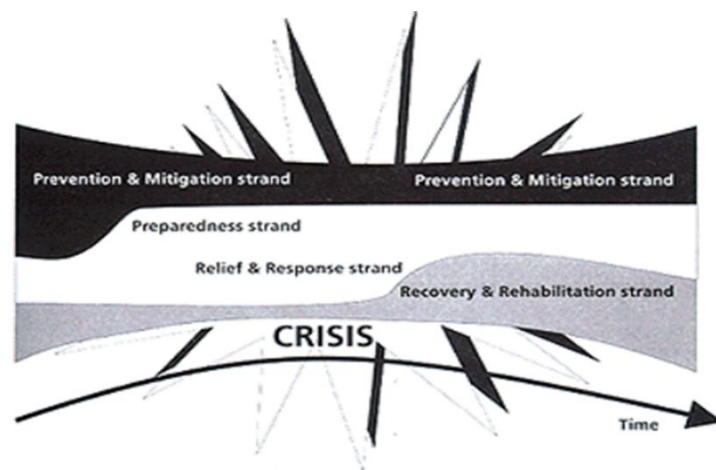 Prevention & Mitigation strand
Prevention & Mitigation strand
Preparedness strand
Relief & Response strand
Recovery & Rehabilitation strand
CRISIS
Time